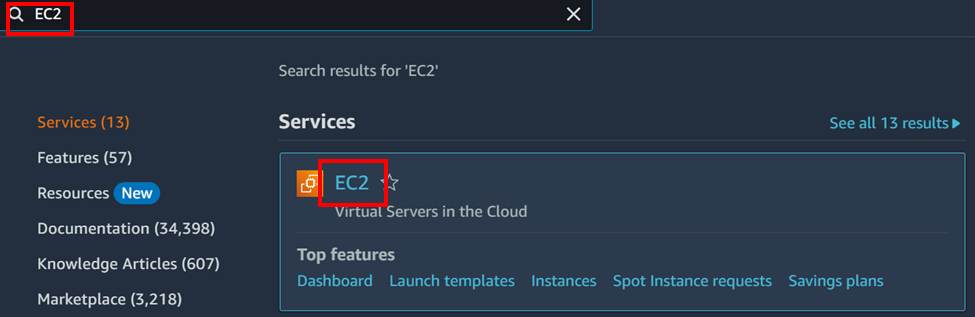 EC2
Search results for 'EC2'
Services (13)
Features (57)
Resources New
Documentation (34,398)
Knowledge Articles (607)
Marketplace (3,218)
Services
See all 13 results
EC2
Virtual Servers in the Cloud
Top features
Dashboard Launch templates Instances Spot Instance requests Savings plans